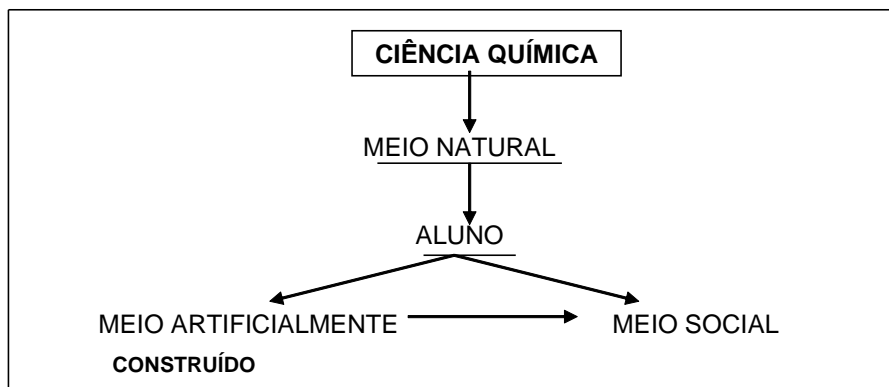 CIÊNCIA QUÍMICA
MEIO NATURAL
ALUNO
MEIO ARTIFICIALMENTE MEIO SOCIAL
CONSTRUÍDO